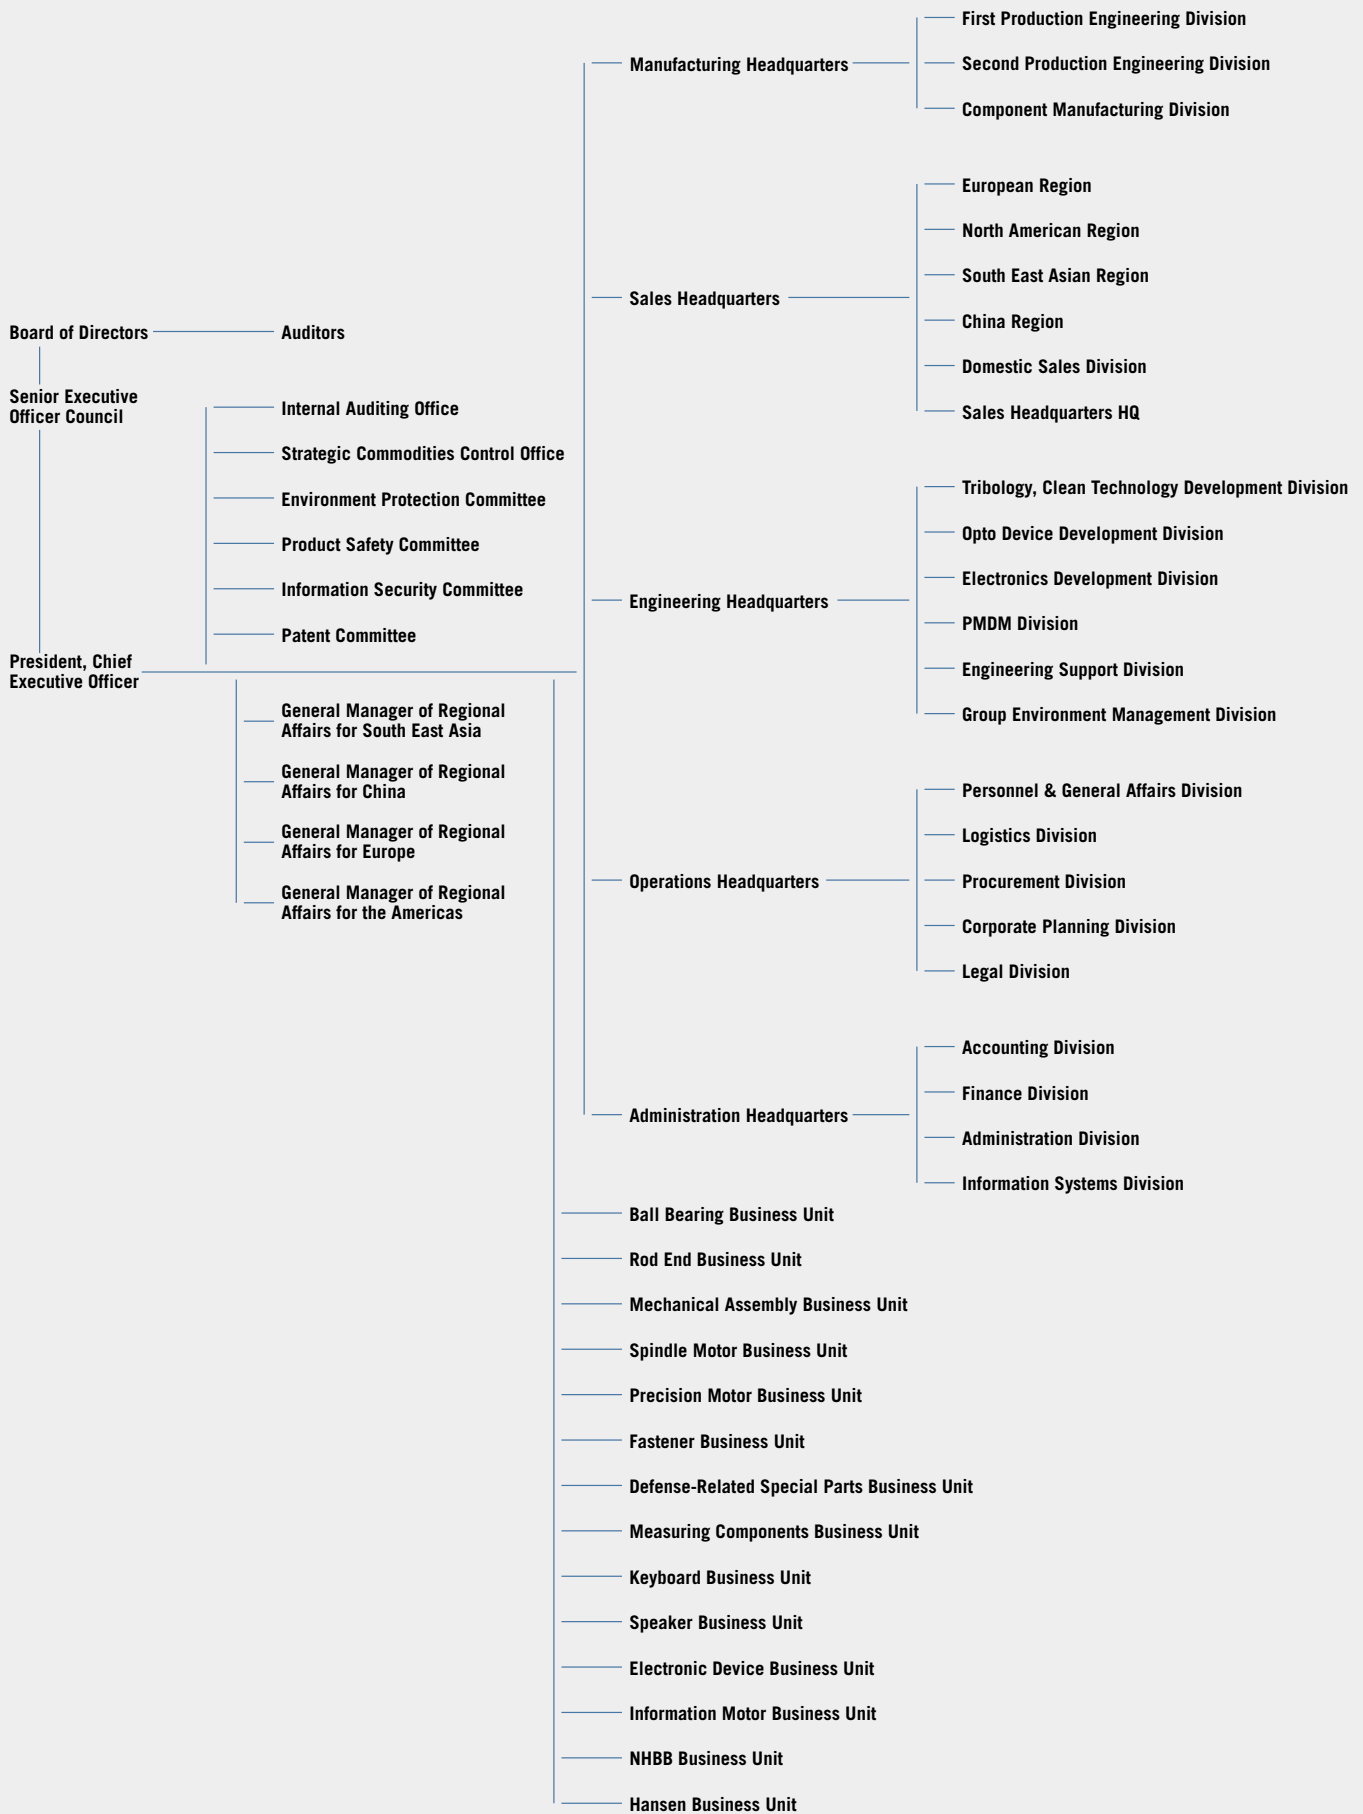 Board of Directors
Auditors
Senior Executive
Officer Council
Internal Auditing Office
Strategic Commodities Control Office
Environment Protection Committee
Product Safety Committee
Information Security Committee
Patent Committee
President, Chief
Executive Officer
General Manager of Regional
Affairs for South East Asia
General Manager of Regional
Affairs for China
General Manager of Regional
Affairs for Europe
General Manager of Regional
Affairs for the Americas
Manufacturing Headquarters
First Production Engineering Division
Second Production Engineering Division
Component Manufacturing Division
Sales Headquarters
European Region
North American Region
South East Asian Region
China Region
Domestic Sales Division
Sales Headquarters HQ
Engineering Headquarters
Tribology, Clean Technology Development Division
Opto Device Development Division
Electronics Development Division
PMDM Division
Engineering Support Division
Group Environment Management Division
Operations Headquarters
Personnel & General Affairs Division
Logistics Division
Procurement Division
Corporate Planning Division
Legal Division
Administration Headquarters
Accounting Division
Finance Division
Administration Division
Information Systems Division
Ball Bearing Business Unit
Rod End Business Unit
Mechanical Assembly Business Unit
Spindle Motor Business Unit
Precision Motor Business Unit
Fastener Business Unit
Defense-Related Special Parts Business Unit
Measuring Components Business Unit
Keyboard Business Unit
Speaker Business Unit
Electronic Device Business Unit
Information Motor Business Unit
NHBB Business Unit
Hansen Business Unit